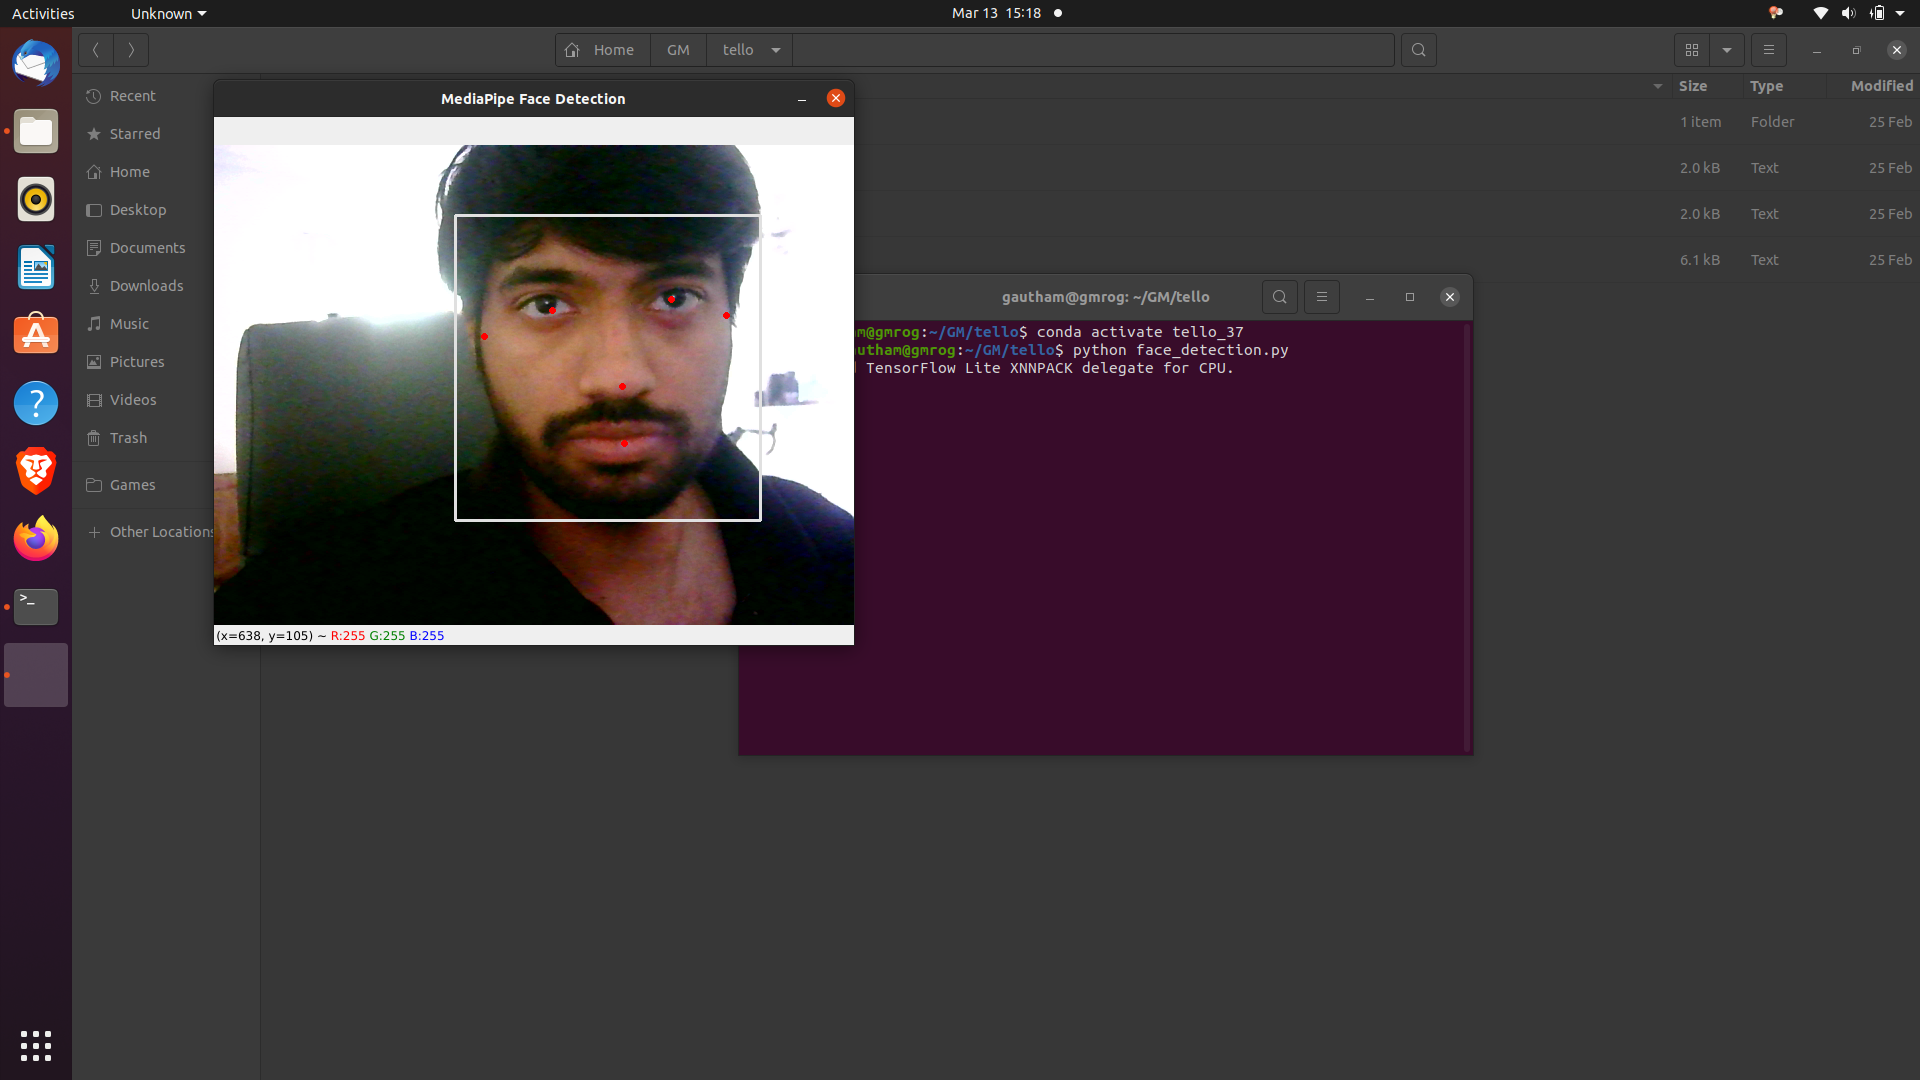 Activities
Unknown
Mar 13 15:18
Home
GM
tello
Recent
Starred
Home
Desktop
Documents
Downloads
Music
Pictures
Videos
Trash
Games
Other Locations
Size Type Modified
1 item Folder 25 Feb
2.0 kB Text 25 Feb
2.0 kB Text 25 Feb
6.1 kB Text 25 Feb
MediaPipe Face Detection
(x=638, y=105) ~ R:255 G:255 B:255
gautham@gmrog: ~/GM/tello
m@gmrog:~/GM/tello$ conda activate tello_37
utham@gmrog:~/GM/tello$ python face_detection.py
TensorFlow Lite XNNPACK delegate for CPU.